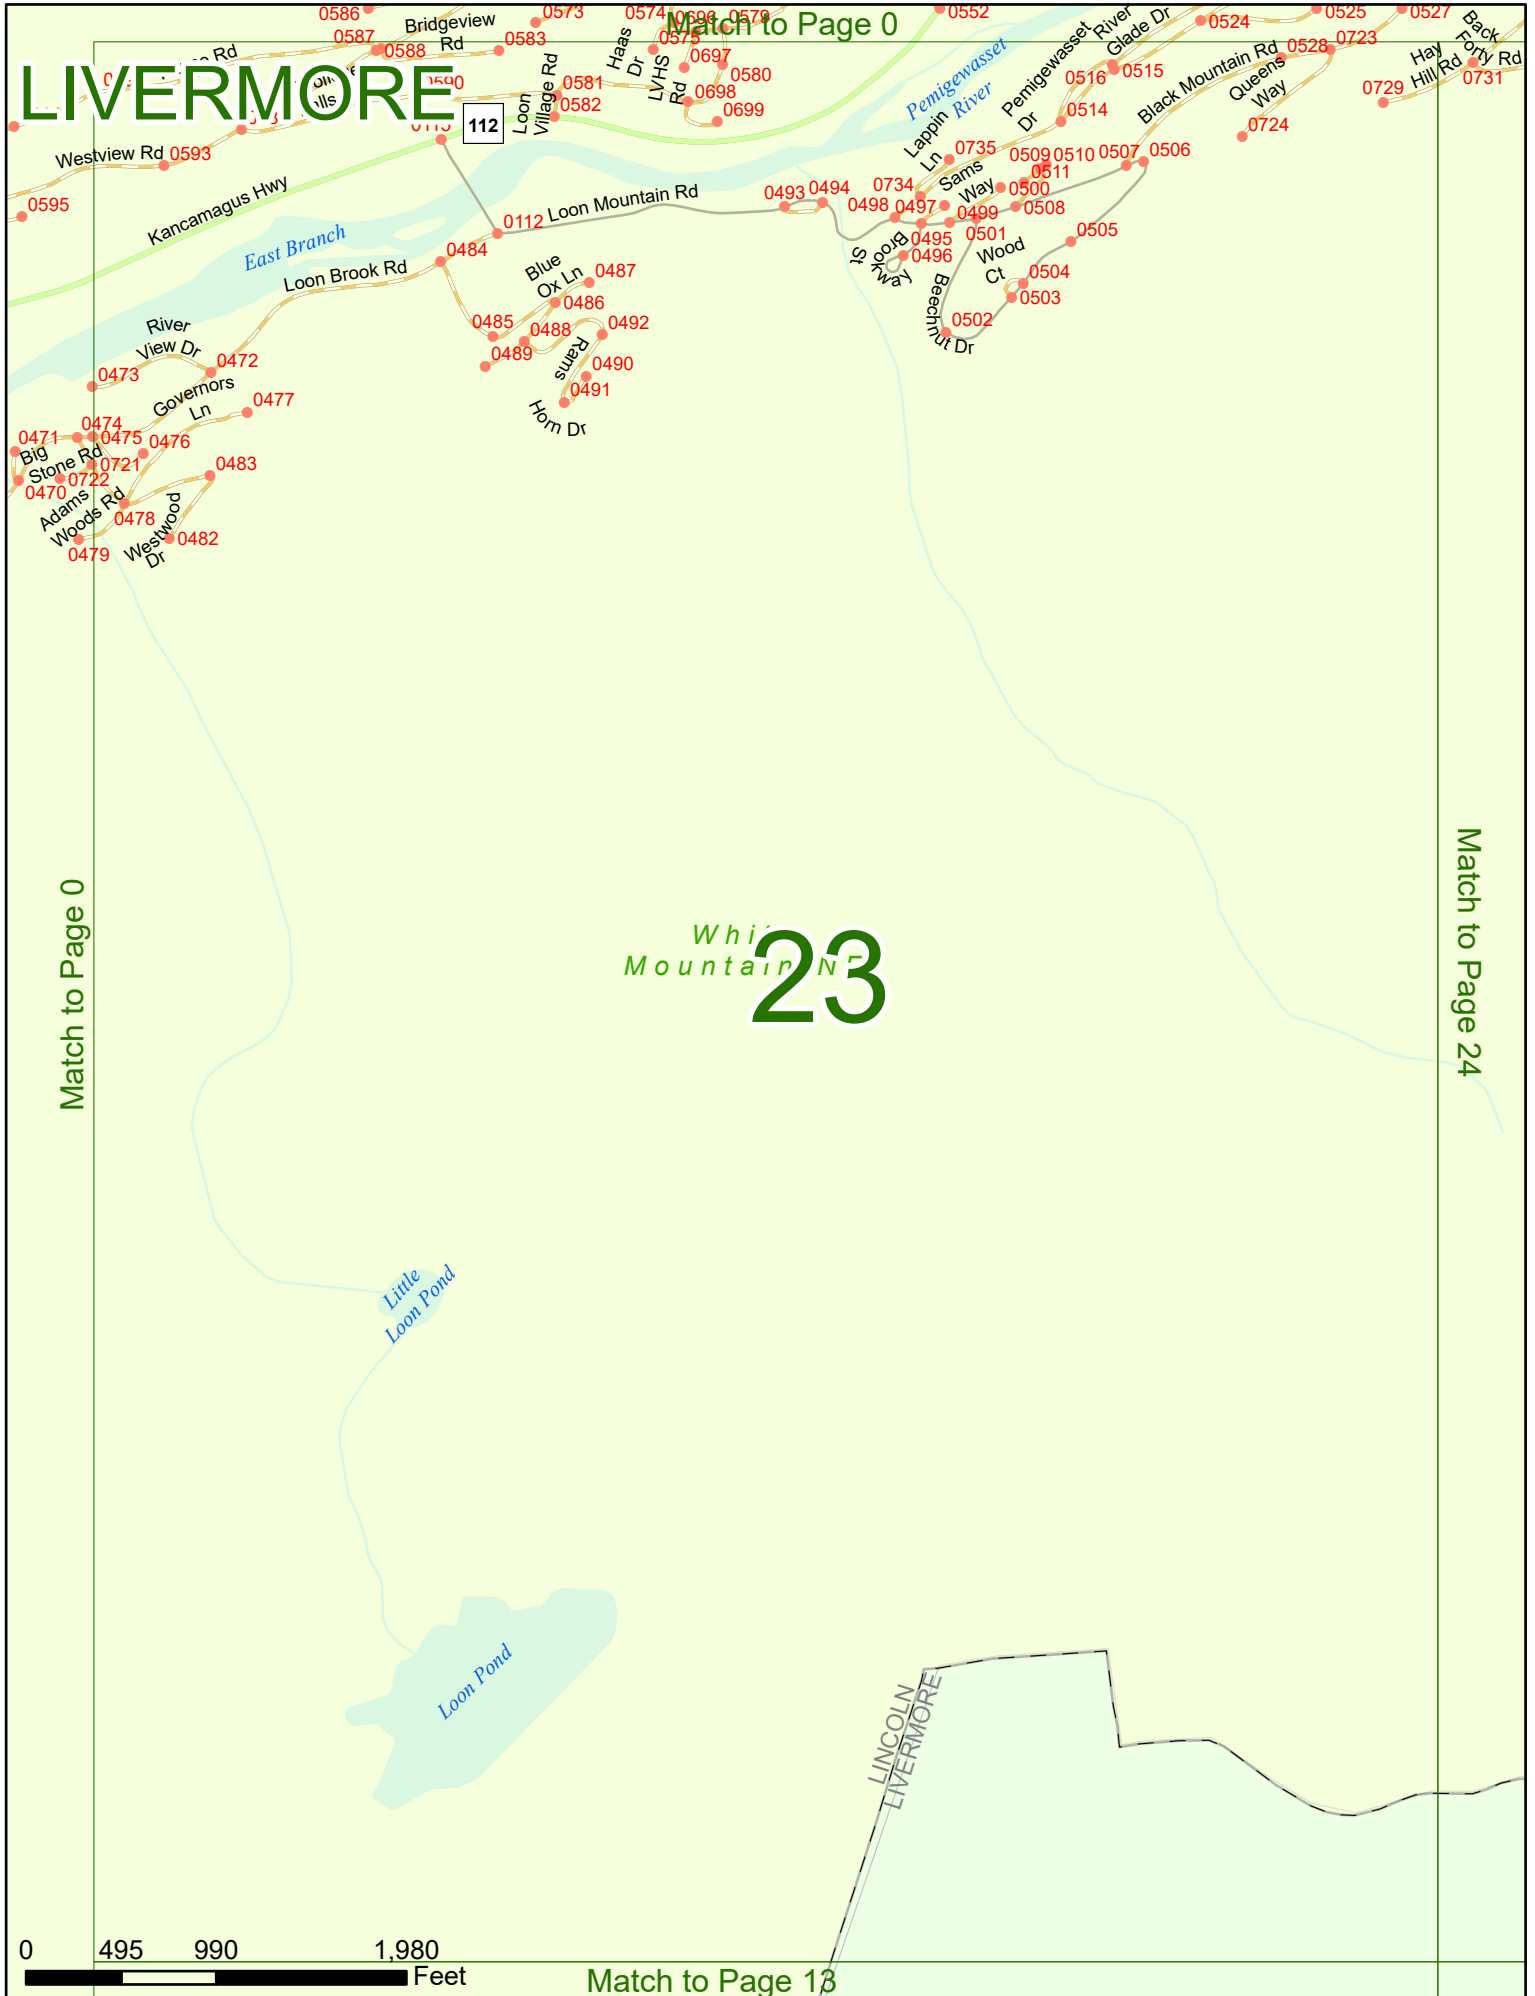 Match to Page 0
LIVERMORE
0586
0587
0588
Bridgeview
Rd
0583
0573
0574
0575
0696
0579
0697
0580
0698
0699
0552
0581
0582
Haas
Dr
LVHS
Rd
Loon
Village Rd
0590
112
Rd
Westview Rd
0593
0595
Kancamagus Hwy
East Branch
Pemigewasset
River
Pemigewasset
Dr
River
Glade Dr
0524
0525
0527
0516
0515
0514
Black Mountain Rd
0528
0723
Queens
Way
0724
0729
Hay
Hill Rd
Back
Forty Rd
0731
Lappin
Ln
0735
0734
Sams
Way
0509
0510
0511
0500
0507
0506
0508
0493
0494
0498
0497
0499
0495
0501
0496
Brookway
St
Wood
Ct
0505
0504
0503
Beechnut Dr
0502
Loon Mountain Rd
0112
0484
Loon Brook Rd
Blue
Ox Ln
0487
0486
0485
0488
0489
0492
0490
0491
Rams
Horn Dr
River
View Dr
0472
0473
Governors
Ln
0477
0474
0475
0476
0471
Big
Stone Rd
0721
0722
0470
0483
Adams
Woods Rd
0478
0479
Westwood
Dr
0482
Match to Page 0
Match to Page 24
Mountain
23
Little
Loon Pond
Loon Pond
LINCOLN
LIVERMORE
0 495 990 1,980
Feet
Match to Page 13